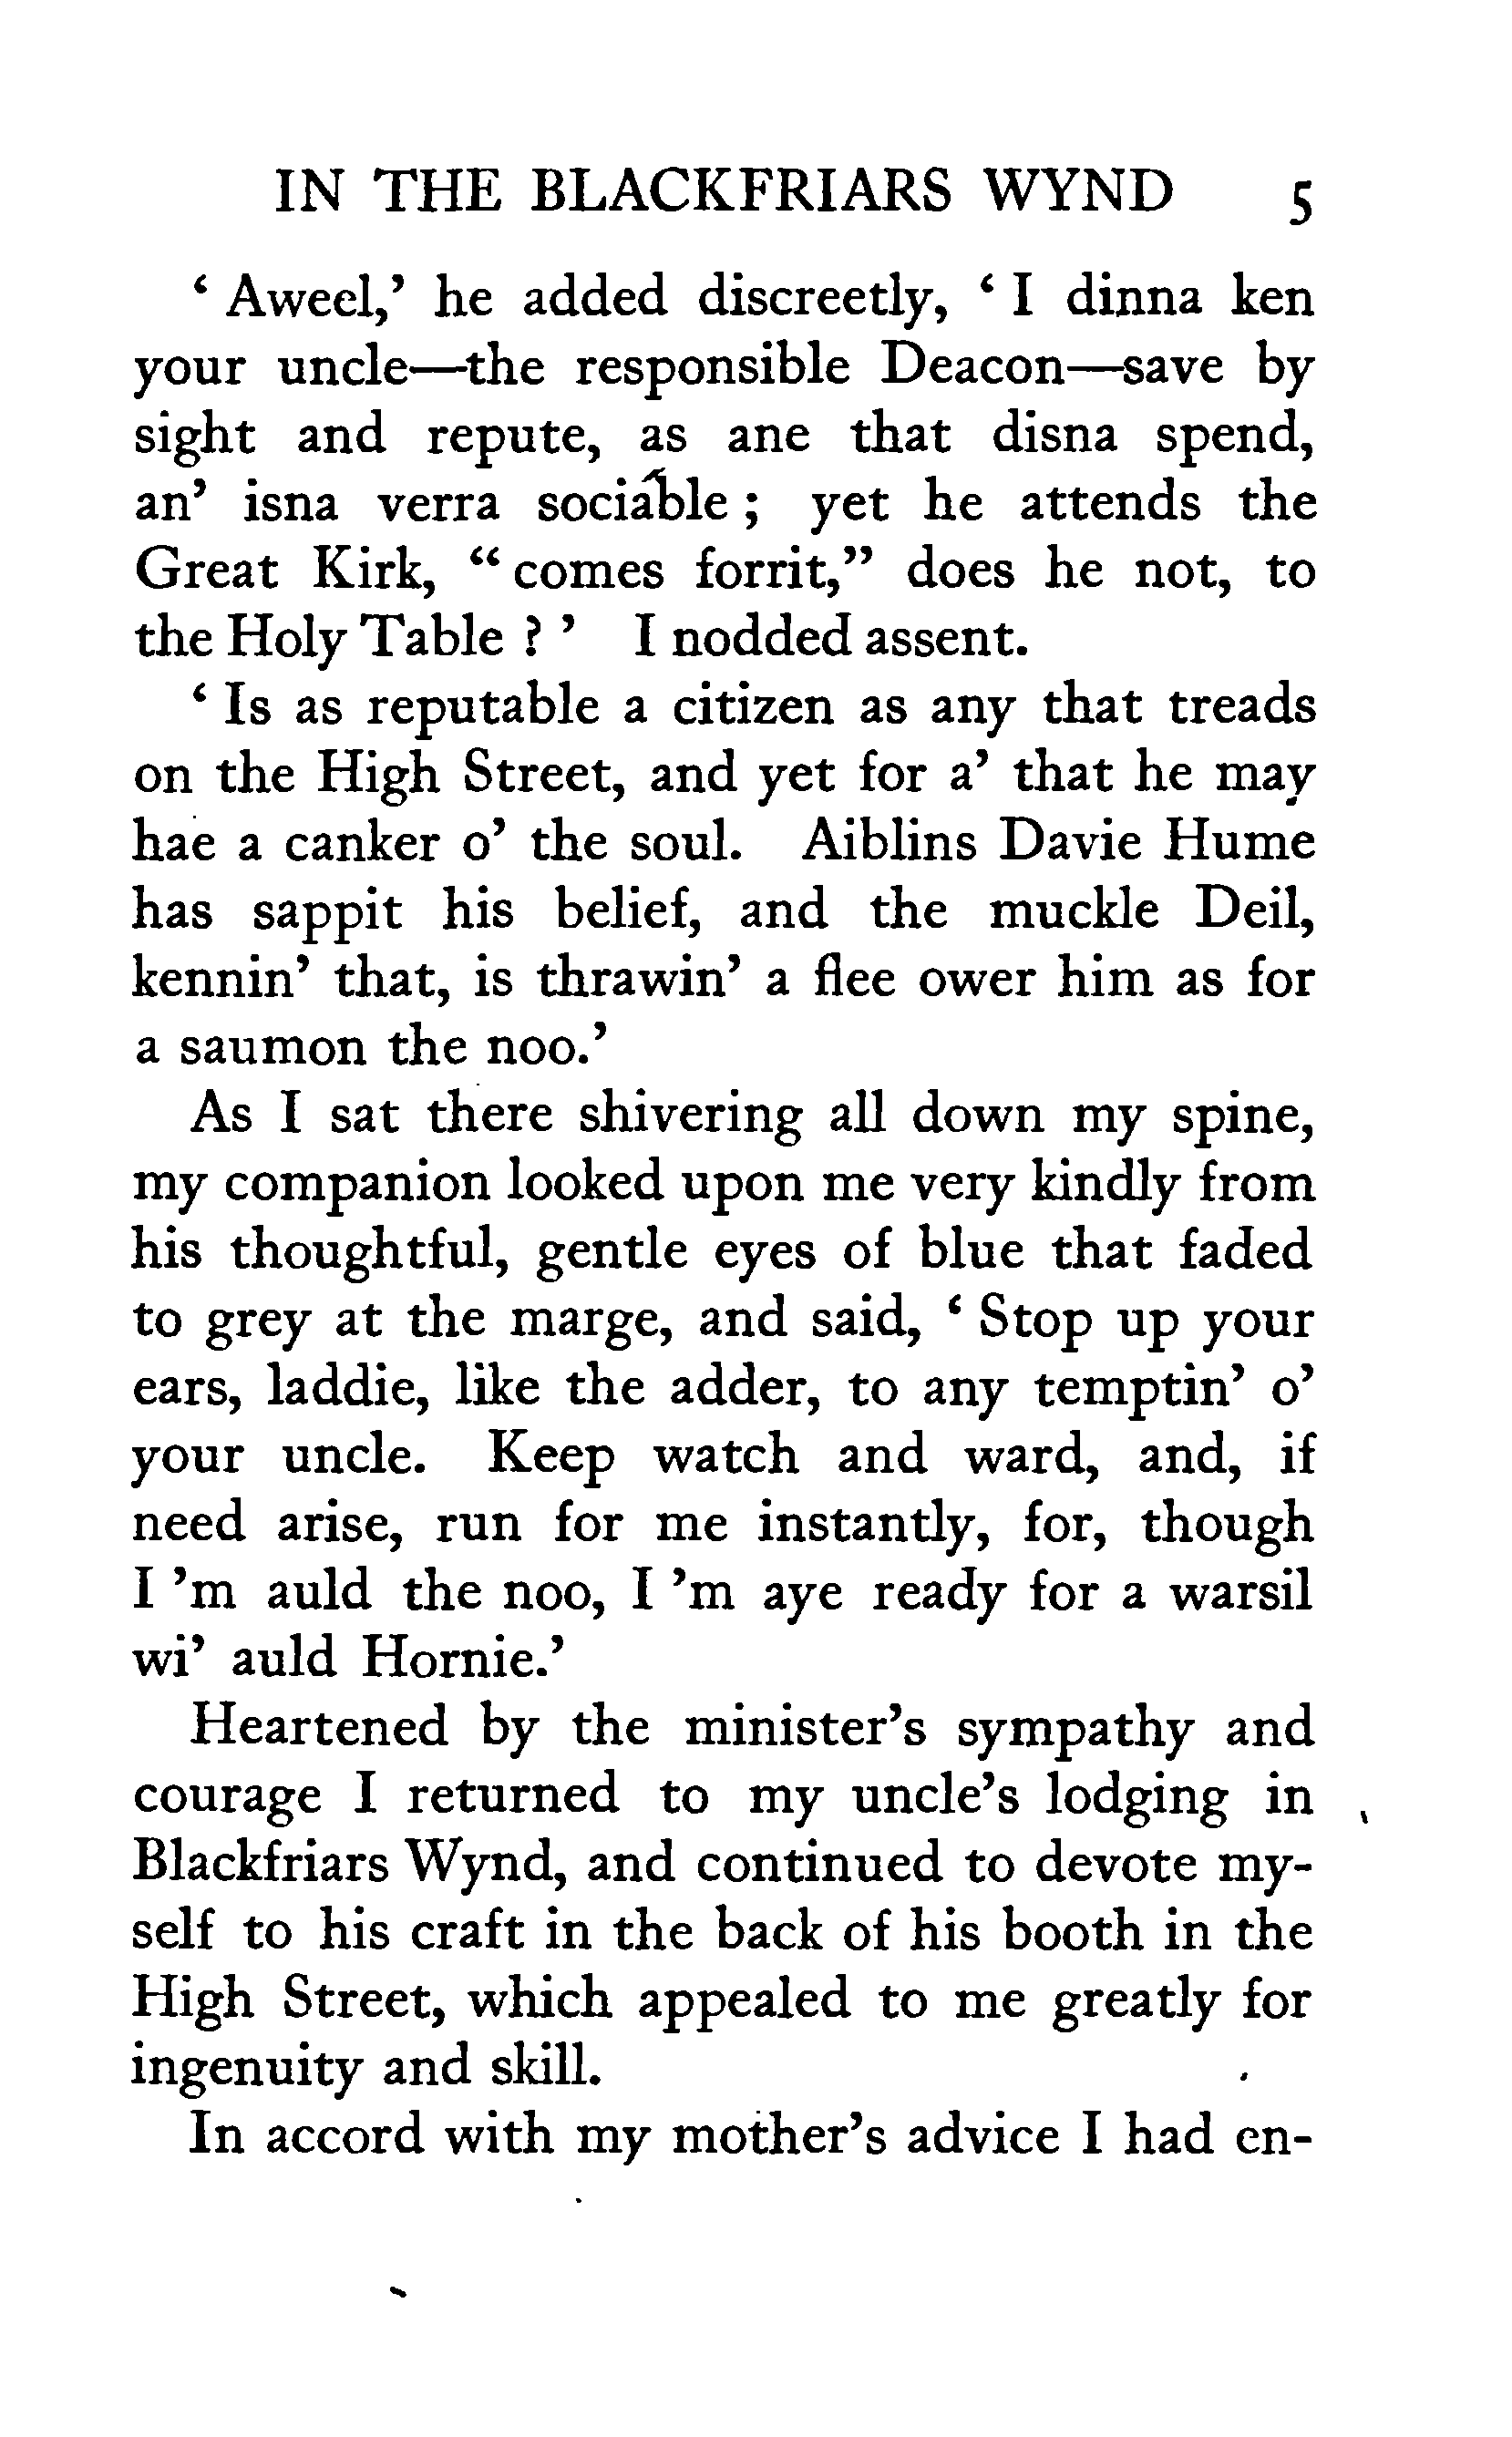 IN THE BLACKFRIARS WYND 5
‘ Aweel,’ he added discreetly, ‘ I dinna ken
your uncle—the responsible Deacon—save by
sight and repute, as ane that disna spend,
an’ isna verra sociable ; yet he attends the
Great Kirk, “ comes forrit,” does he not, to
the Holy Table ? ’ I nodded assent.
‘ Is as reputable a citizen as any that treads
on the High Street, and yet for a’ that he may
hae a canker o’ the soul. Aiblins Davie Hume
has sappit his belief, and the muckle Deil,
kennin’ that, is thrawin’ a flee ower him as for
a saumon the noo.’
As I sat there shivering all down my spine,
my companion looked upon me very kindly from
his thoughtful, gentle eyes of blue that faded
to grey at the marge, and said, ‘ Stop up your
ears, laddie, like the adder, to any temptin’ o’
your uncle. Keep watch and ward, and, if
need arise, run for me instantly, for, though
I ’m auld the noo, I ’m aye ready for a warsil
wi’ auld Hornie.’
Heartened by the minister’s sympathy and
courage I returned to my uncle’s lodging in
Blackfriars Wynd, and continued to devote my-
self to his craft in the back of his booth in the
High Street, which appealed to me greatly for
ingenuity and skill.
In accord with my mother’s advice I had en-